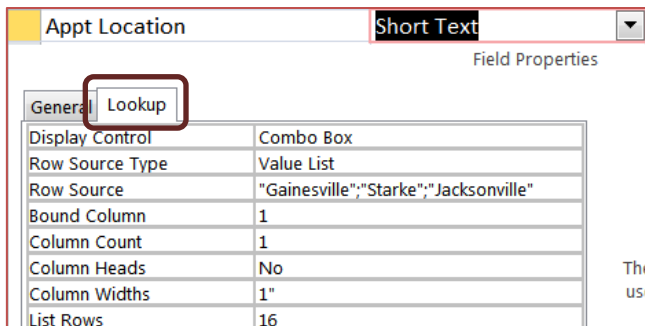 Appt Location Short Text
Field Properties
General Lookup
Display Control Combo Box
Row Source Type Value List
Row Source "Gainesville";"Starke";"Jacksonville"
Bound Column 1
Column Count 1
Column Heads No
Column Widths 1"
List Rows 16